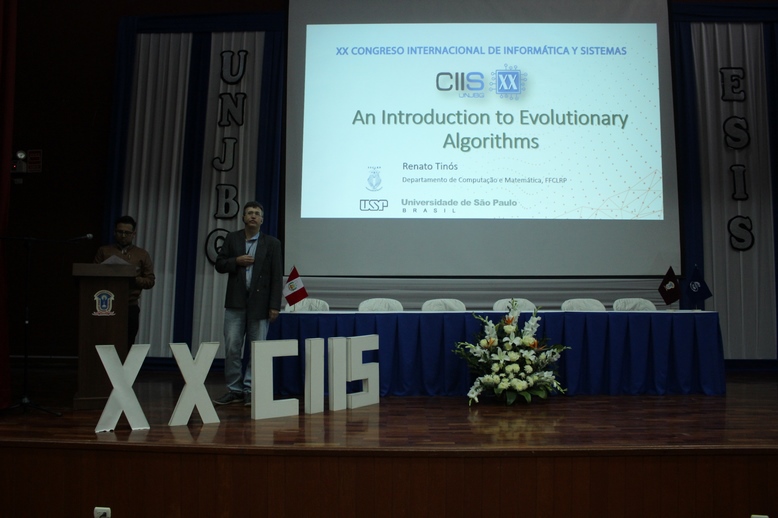 XX CONGRESO INTERNACIONAL DE INFORMÁTICA Y SISTEMAS
CIIS XX
UNJBG
An Introduction to Evolutionary
Algorithms
Renato Tinós
Departamento de Computação e Matemática, FFCLRP
USP Universidade de São Paulo
BRASIL
UNJBG
ESIS
XX CIIS